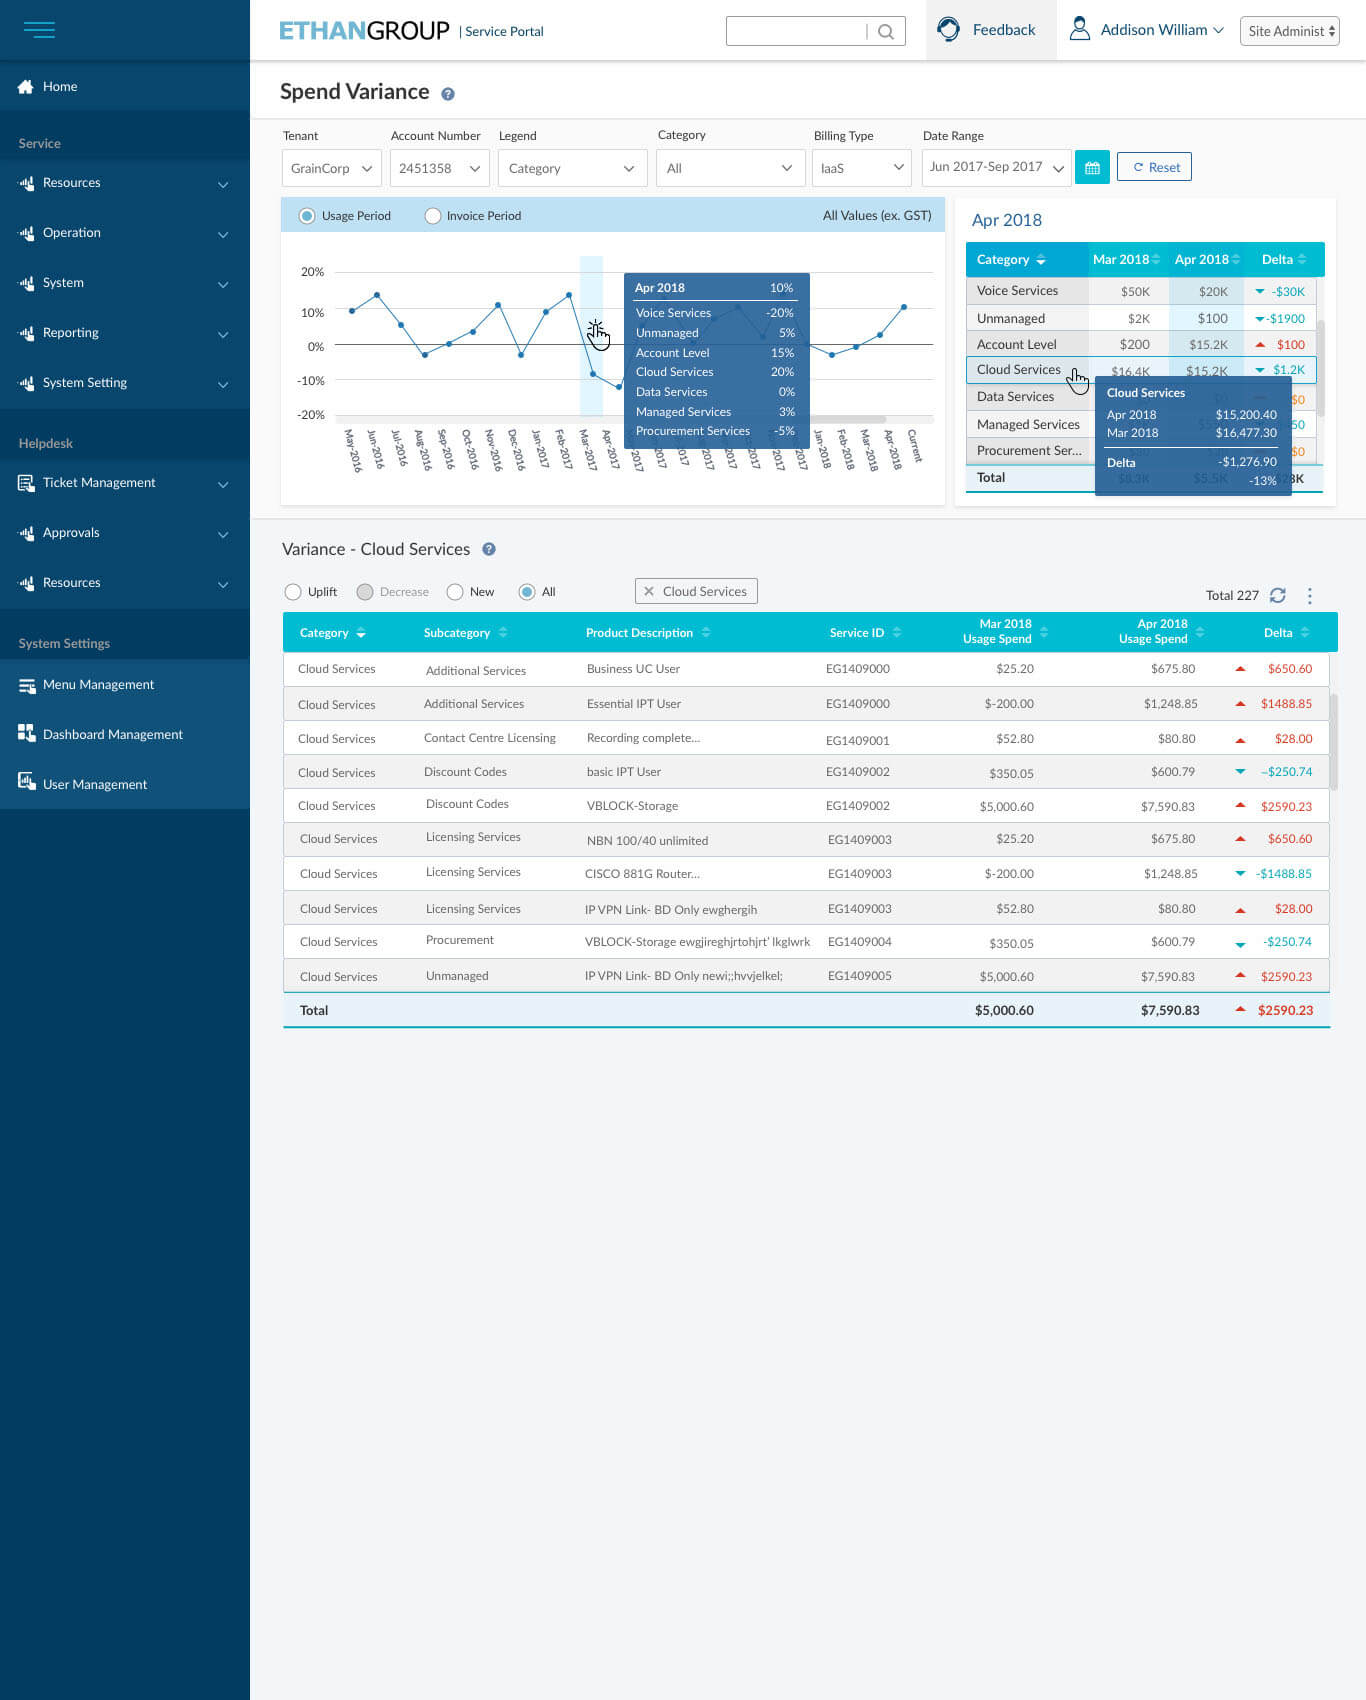 ETHANGROUP | Service Portal
Feedback
Addison William
Site Administ
Home
Service
Resources
Operation
System
Reporting
System Setting
Helpdesk
Ticket Management
Approvals
Resources
System Settings
Menu Management
Dashboard Management
User Management
Spend Variance ?
Tenant Account Number Legend Category Billing Type Date Range
GrainCorp 2451358 Category All IaaS Jun 2017-Sep 2017 Reset
Usage Period Invoice Period All Values (ex. GST)
20%
10%
0%
-10%
-20%
May-2016 Jun-2016 Jul-2016 Aug-2016 Sep-2016 Oct-2016 Nov-2016 Dec-2016 Jan-2017 Feb-2017 Mar-2017 Apr-2017 2017 2017 2017 2017 2017 2017 2017 2017 Jan-2018 Feb-2018 Mar-2018 Apr-2018 Current
Apr 2018 10%
Voice Services -20%
Unmanaged 5%
Account Level 15%
Cloud Services 20%
Data Services 0%
Managed Services 3%
Procurement Services -5%
Apr 2018
Category Mar 2018 Apr 2018 Delta
Voice Services $50K $20K -$30K
Unmanaged $2K $100 -$1900
Account Level $200 $15.2K $100
Cloud Services $16.4K $15.2K $1.2K
Data Services $0
Managed Services 50
Procurement Ser... $0
Total $8.3K $5.5K 28K
Cloud Services
Apr 2018 $15,200.40
Mar 2018 $16,477.30
Delta -$1,276.90
-13%
Variance - Cloud Services ?
Uplift Decrease New All × Cloud Services Total 227
Category Subcategory Product Description Service ID Mar 2018 Usage Spend Apr 2018 Usage Spend Delta
Cloud Services Additional Services Business UC User EG1409000 $25.20 $675.80 $650.60
Cloud Services Additional Services Essential IPT User EG1409000 $-200.00 $1,248.85 $1488.85
Cloud Services Contact Centre Licensing Recording complete... EG1409001 $52.80 $80.80 $28.00
Cloud Services Discount Codes basic IPT User EG1409002 $350.05 $600.79 –$250.74
Cloud Services Discount Codes VBLOCK-Storage EG1409002 $5,000.60 $7,590.83 $2590.23
Cloud Services Licensing Services NBN 100/40 unlimited EG1409003 $25.20 $675.80 $650.60
Cloud Services Licensing Services CISCO 881G Router... EG1409003 $-200.00 $1,248.85 -$1488.85
Cloud Services Licensing Services IP VPN Link- BD Only ewghergih EG1409003 $52.80 $80.80 $28.00
Cloud Services Procurement VBLOCK-Storage ewgjireghjrtohjrt' lkglwrk EG1409004 $350.05 $600.79 -$250.74
Cloud Services Unmanaged IP VPN Link- BD Only newi;;hvvjelkel; EG1409005 $5,000.60 $7,590.83 $2590.23
Total $5,000.60 $7,590.83 $2590.23